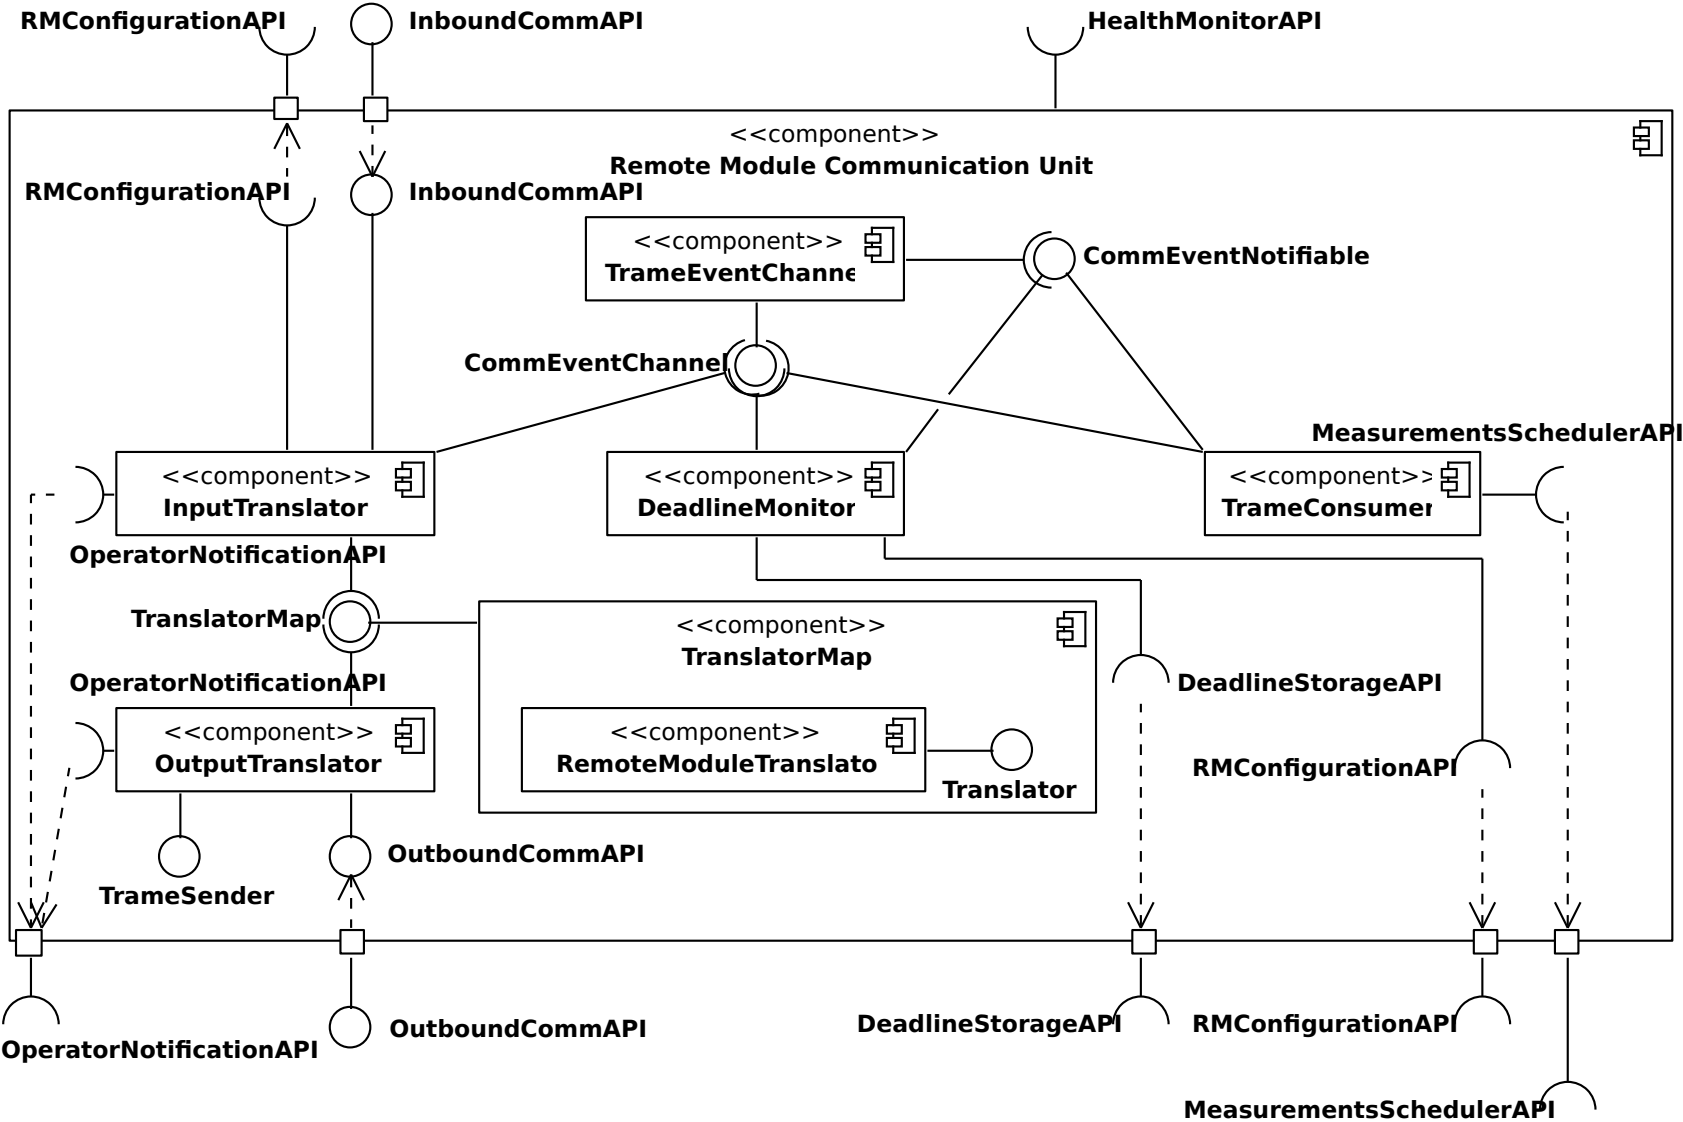 RMConfigurationAPI
InboundCommAPI
HealthMonitorAPI
<<component>>
Remote Module Communication Unit
RMConfigurationAPI
InboundCommAPI
<<component>>
TrameEventChanne
CommEventNotifiable
CommEventChannel
MeasurementsSchedulerAPI
<<component>>
InputTranslator
<<component>>
DeadlineMonitor
<<component>>
TrameConsumer
OperatorNotificationAPI
TranslatorMap
<<component>>
TranslatorMap
OperatorNotificationAPI
DeadlineStorageAPI
<<component>>
OutputTranslator
<<component>>
RemoteModuleTranslato
Translator
RMConfigurationAPI
OutboundCommAPI
TrameSender
OperatorNotificationAPI
OutboundCommAPI
DeadlineStorageAPI
RMConfigurationAPI
MeasurementsSchedulerAPI